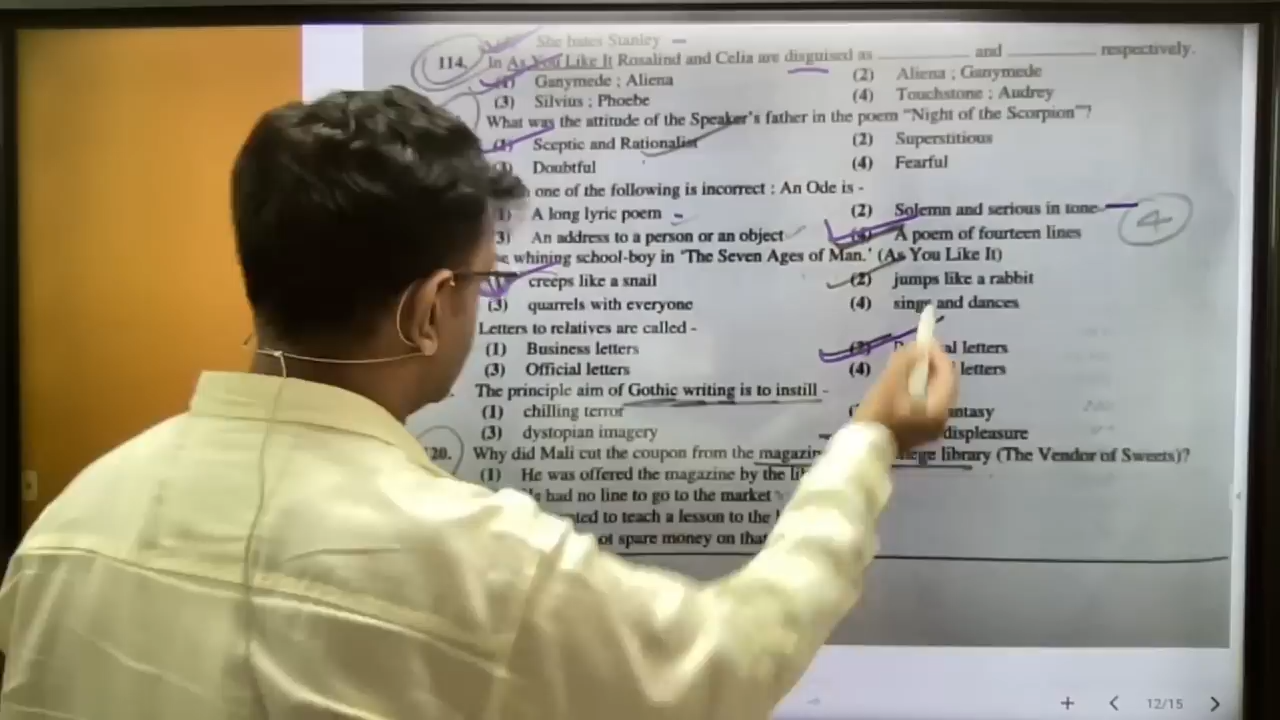 She hates Stanley
114. In As You Like It Rosalind and Celia are disguised as ________ and ________ respectively.
(1) Ganymede ; Aliena (2) Aliena ; Ganymede
(3) Silvius ; Phoebe (4) Touchstone ; Audrey
What was the attitude of the Speaker's father in the poem “Night of the Scorpion”?
(1) Sceptic and Rationalist (2) Superstitious
Doubtful (4) Fearful
one of the following is incorrect : An Ode is -
1) A long lyric poem (2) Solemn and serious in tone
3) An address to a person or an object (4) A poem of fourteen lines
4
whining school-boy in 'The Seven Ages of Man.' (As You Like It)
creeps like a snail (2) jumps like a rabbit
(3) quarrels with everyone (4) sings and dances
Letters to relatives are called -
(1) Business letters (2) letters
(3) Official letters (4) letters
The principle aim of Gothic writing is to instill -
(1) chilling terror
(3) dystopian imagery displeasure
20. Why did Mali cut the coupon from the library (The Vendor of Sweets)?
(1) He was offered the magazine by the
had no line to go to the market
to teach a lesson to the
spare money on that
12/15